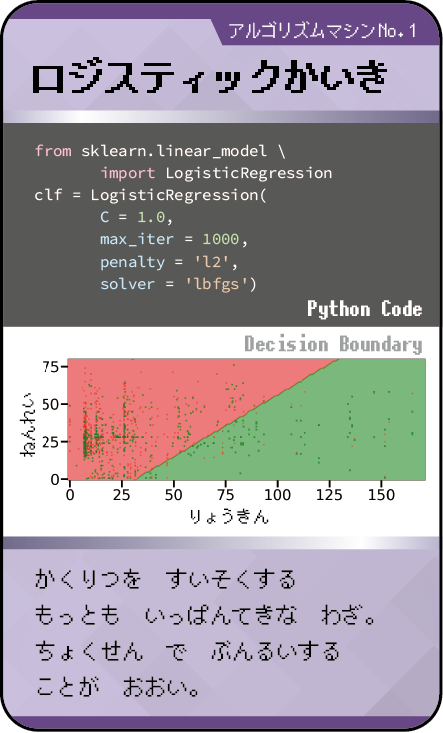 アルゴリズムマシンNo.1
ロジスティックかいき
from sklearn.linear_model \
import LogisticRegression
clf = LogisticRegression(
C = 1.0,
max_iter = 1000,
penalty = 'l2',
solver = 'lbfgs')
Python Code
Decision Boundary
75
50
25
0
ねんれい
0 25 50 75 100 125 150
りょうきん
かくりつを　すいそくする
もっとも　いっぱんてきな　わざ。
ちょくせん　で　ぶんるいする
ことが　おおい。